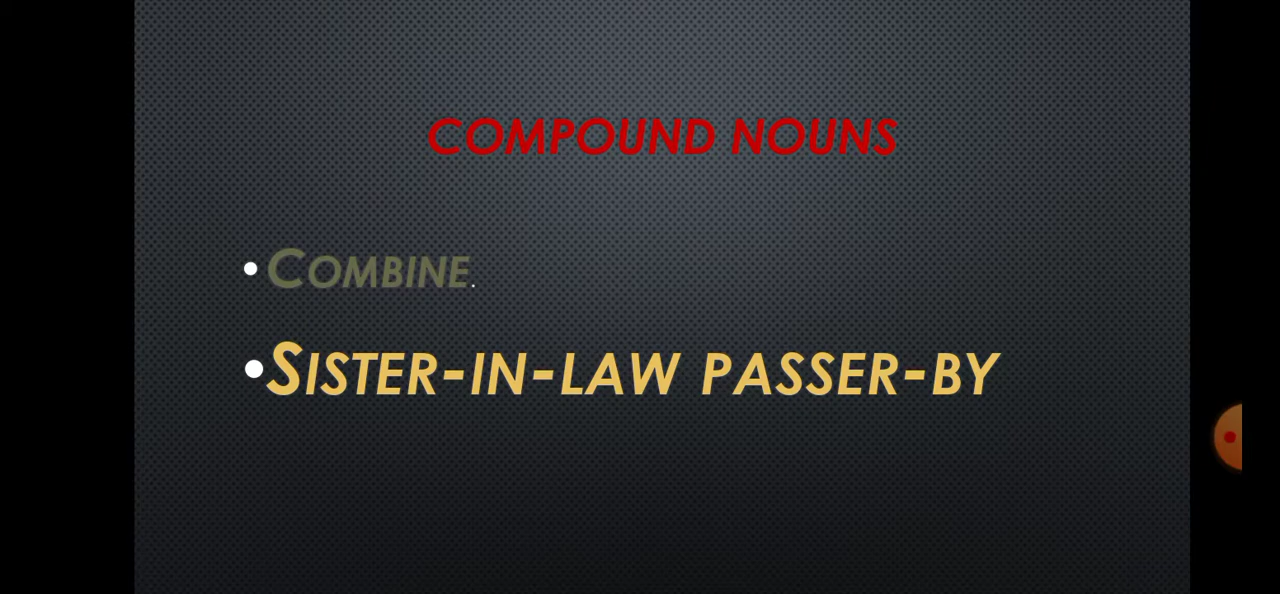 COMPOUND NOUNS
• COMBINE.
• SISTER-IN-LAW PASSER-BY